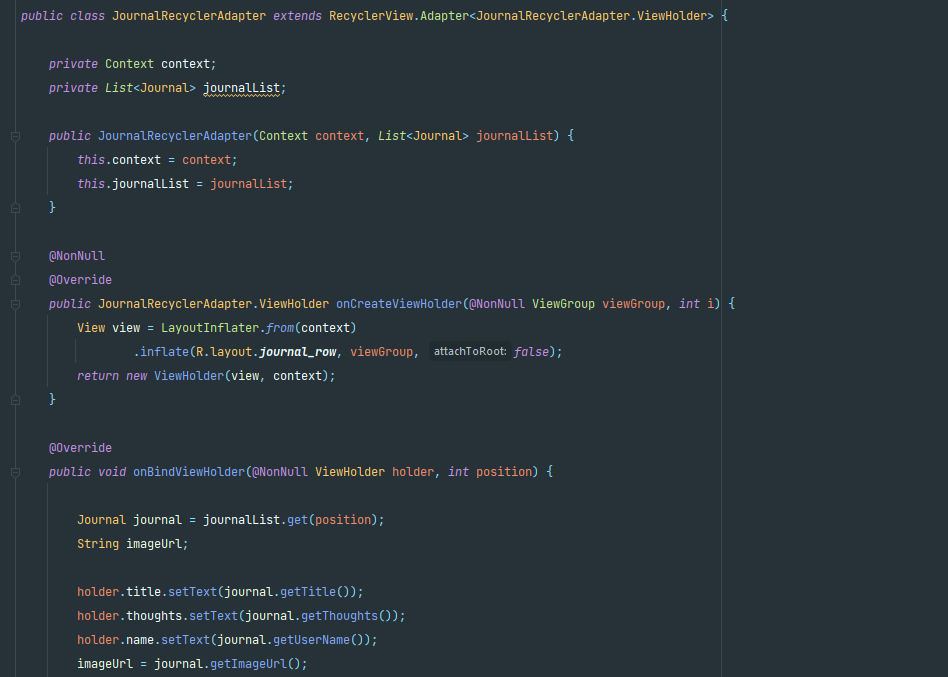 public class JournalRecyclerAdapter extends RecyclerView.Adapter<JournalRecyclerAdapter.ViewHolder> {
private Context context;
private List<Journal> journalList;
public JournalRecyclerAdapter(Context context, List<Journal> journalList) {
this.context = context;
this.journalList = journalList;
}
@NonNull
@Override
public JournalRecyclerAdapter.ViewHolder onCreateViewHolder(@NonNull ViewGroup viewGroup, int i) {
View view = LayoutInflater.from(context)
.inflate(R.layout.journal_row, viewGroup, attachToRoot: false);
return new ViewHolder(view, context);
}
@Override
public void onBindViewHolder(@NonNull ViewHolder holder, int position) {
Journal journal = journalList.get(position);
String imageUrl;
holder.title.setText(journal.getTitle());
holder.thoughts.setText(journal.getThoughts());
holder.name.setText(journal.getUserName());
imageUrl = journal.getImageUrl();